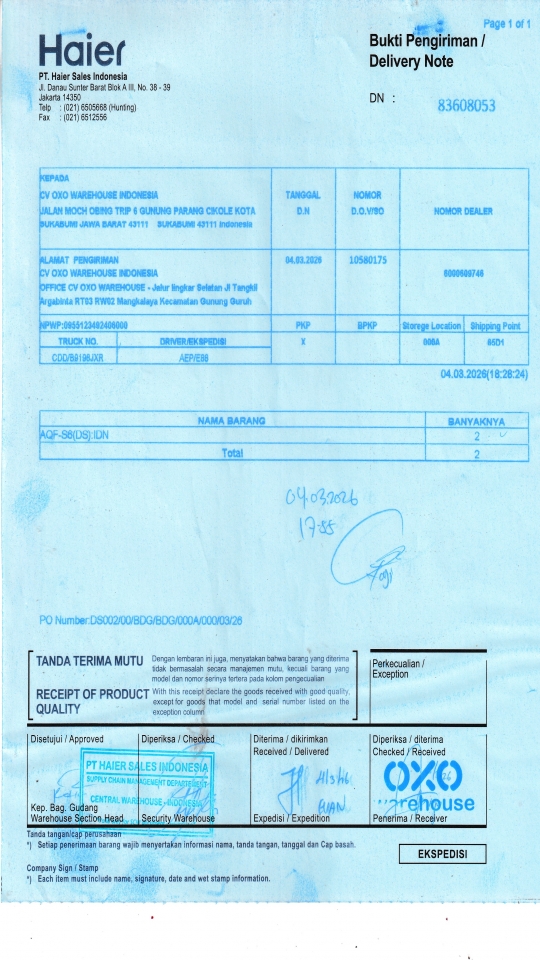 Page 1 of 1
Haier
Bukti Pengiriman /
Delivery Note
PT. Haier Sales Indonesia
Jl. Danau Sunter Barat Blok A III, No. 38 - 39
Jakarta 14350
Telp : (021) 6505668 (Hunting)
Fax : (021) 6512556
DN : 83608053
KEPADA
CV OXO WAREHOUSE INDONESIA
JALAN MOCH OBING TRIP 6 GUNUNG PARANG CIKOLE KOTA
SUKABUMI JAWA BARAT 43111 SUKABUMI 43111 Indonesia
TANGGAL
D.N
NOMOR
D.O./SO
NOMOR DEALER
ALAMAT PENGIRIMAN
CV OXO WAREHOUSE INDONESIA
OFFICE CV OXO WAREHOUSE - Jalur lingkar Selatan Jl Tangkil
Argabinta RT03 RW02 Mangkalaya Kecamatan Gunung Guruh
04.03.2026
10580175
NPWP:0855123482406000
PKP
BPKP
Storege Location
Shipping Point
TRUCK NO.
DRIVER/EKSPEDISI
X
65D1
CDD/B9198JXR
AEP/E86
04.03.2026(18:28:24)
NAMA BARANG
BANYAKNYA
AQF-S6(DS):IDN
2
Total
2
04.03.2026
17:55
PO Number:DS002/00/BDG/BDG/000A/000/03/26
TANDA TERIMA MUTU
Dengan lembaran ini juga, menyatakan bahwa barang yang diterima
tidak bermasalah secara manajemen mutu, kecuali barang yang
model dan nomor serinya tertera pada kolom pengecualian
RECEIPT OF PRODUCT
QUALITY
With this receipt declare the goods received with good quality,
except for goods that model and serial number listed on the
exception column
Perkecualian /
Exception
Disetujui / Approved
Diperiksa / Checked
Diterima / dikirimkan
Received / Delivered
Diperiksa / diterima
Checked / Received
PT HAIER SALES INDONESIA
SUPPLY CHAIN MANAGEMENT DEPARTMENT
CENTRAL WAREHOUSE - INDONESIA
OXO
warehouse
Kep. Bag. Gudang
Warehouse Section Head
Security Warehouse
Expedisi / Expedition
Penerima / Receiver
Tanda tangan/cap perusahaan
*) Setiap penerimaan barang wajib menyertakan informasi nama, tanda tangan, tanggal dan Cap basah.
EKSPEDISI
Company Sign / Stamp
*) Each item must include name, signature, date and wet stamp information.